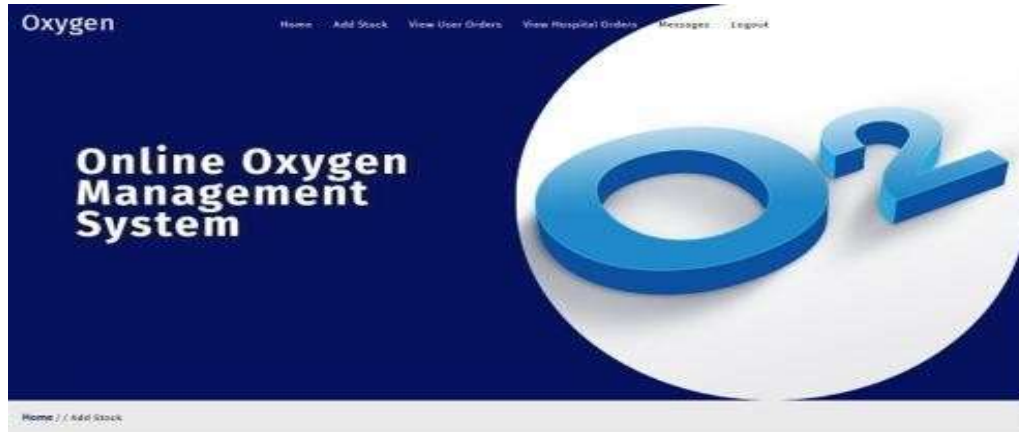 Oxygen
Home Add Stock View User Orders View Hospital Orders Messages Logout
Online Oxygen
Management
System
O2
Home / / Add Stock